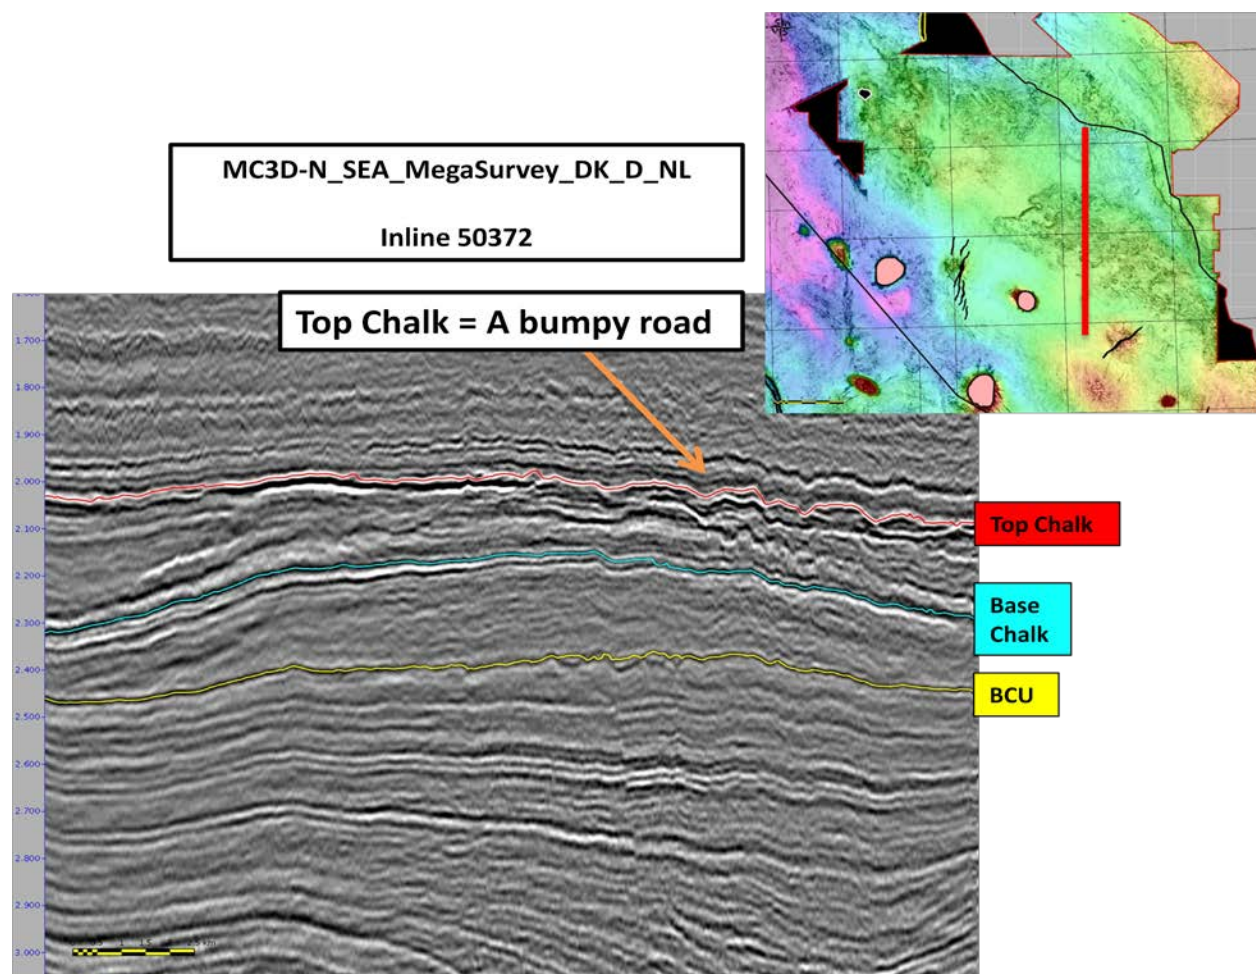 MC3D-N_SEA_MegaSurvey_DK_D_NL
Inline 50372
Top Chalk = A bumpy road
1.700
1.800
1.900
2.000
2.100
2.200
2.300
2.400
2.500
2.600
2.700
2.800
2.900
3.000
Top Chalk
Base
Chalk
BCU